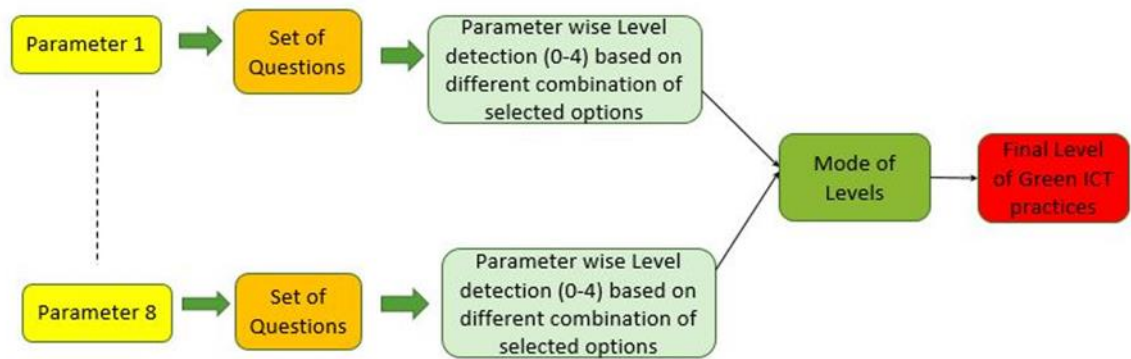 Parameter 1
Set of
Questions
Parameter wise Level
detection (0-4) based on
different combination of
selected options
Mode of
Levels
Final Level
of Green ICT
practices
Parameter 8
Set of
Questions
Parameter wise Level
detection (0-4) based on
different combination of
selected options